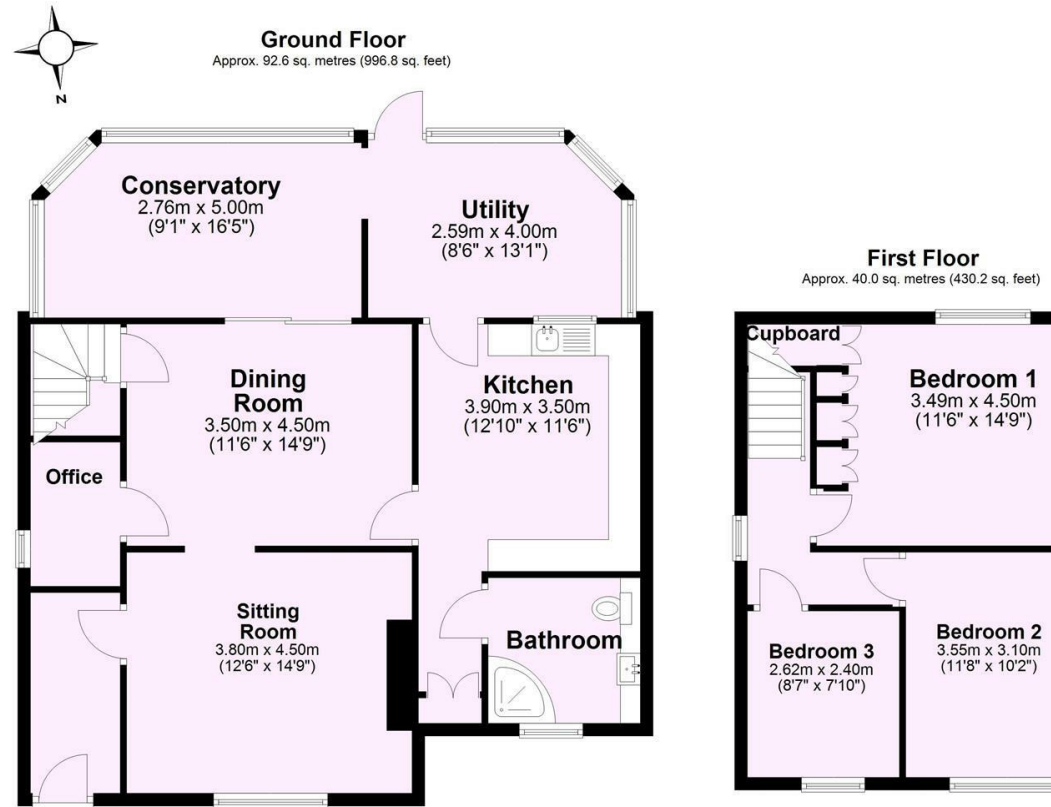 N
Ground Floor
Approx. 92.6 sq. metres (996.8 sq. feet)
Conservatory
2.76m x 5.00m
(9'1" x 16'5")
Utility
2.59m x 4.00m
(8'6" x 13'1")
Dining
Room
3.50m x 4.50m
(11'6" x 14'9")
Kitchen
3.90m x 3.50m
(12'10" x 11'6")
Office
Sitting
Room
3.80m x 4.50m
(12'6" x 14'9")
Bathroom
First Floor
Approx. 40.0 sq. metres (430.2 sq. feet)
Cupboard
Bedroom 1
3.49m x 4.50m
(11'6" x 14'9")
Bedroom 2
3.55m x 3.10m
(11'8" x 10'2")
Bedroom 3
2.62m x 2.40m
(8'7" x 7'10")